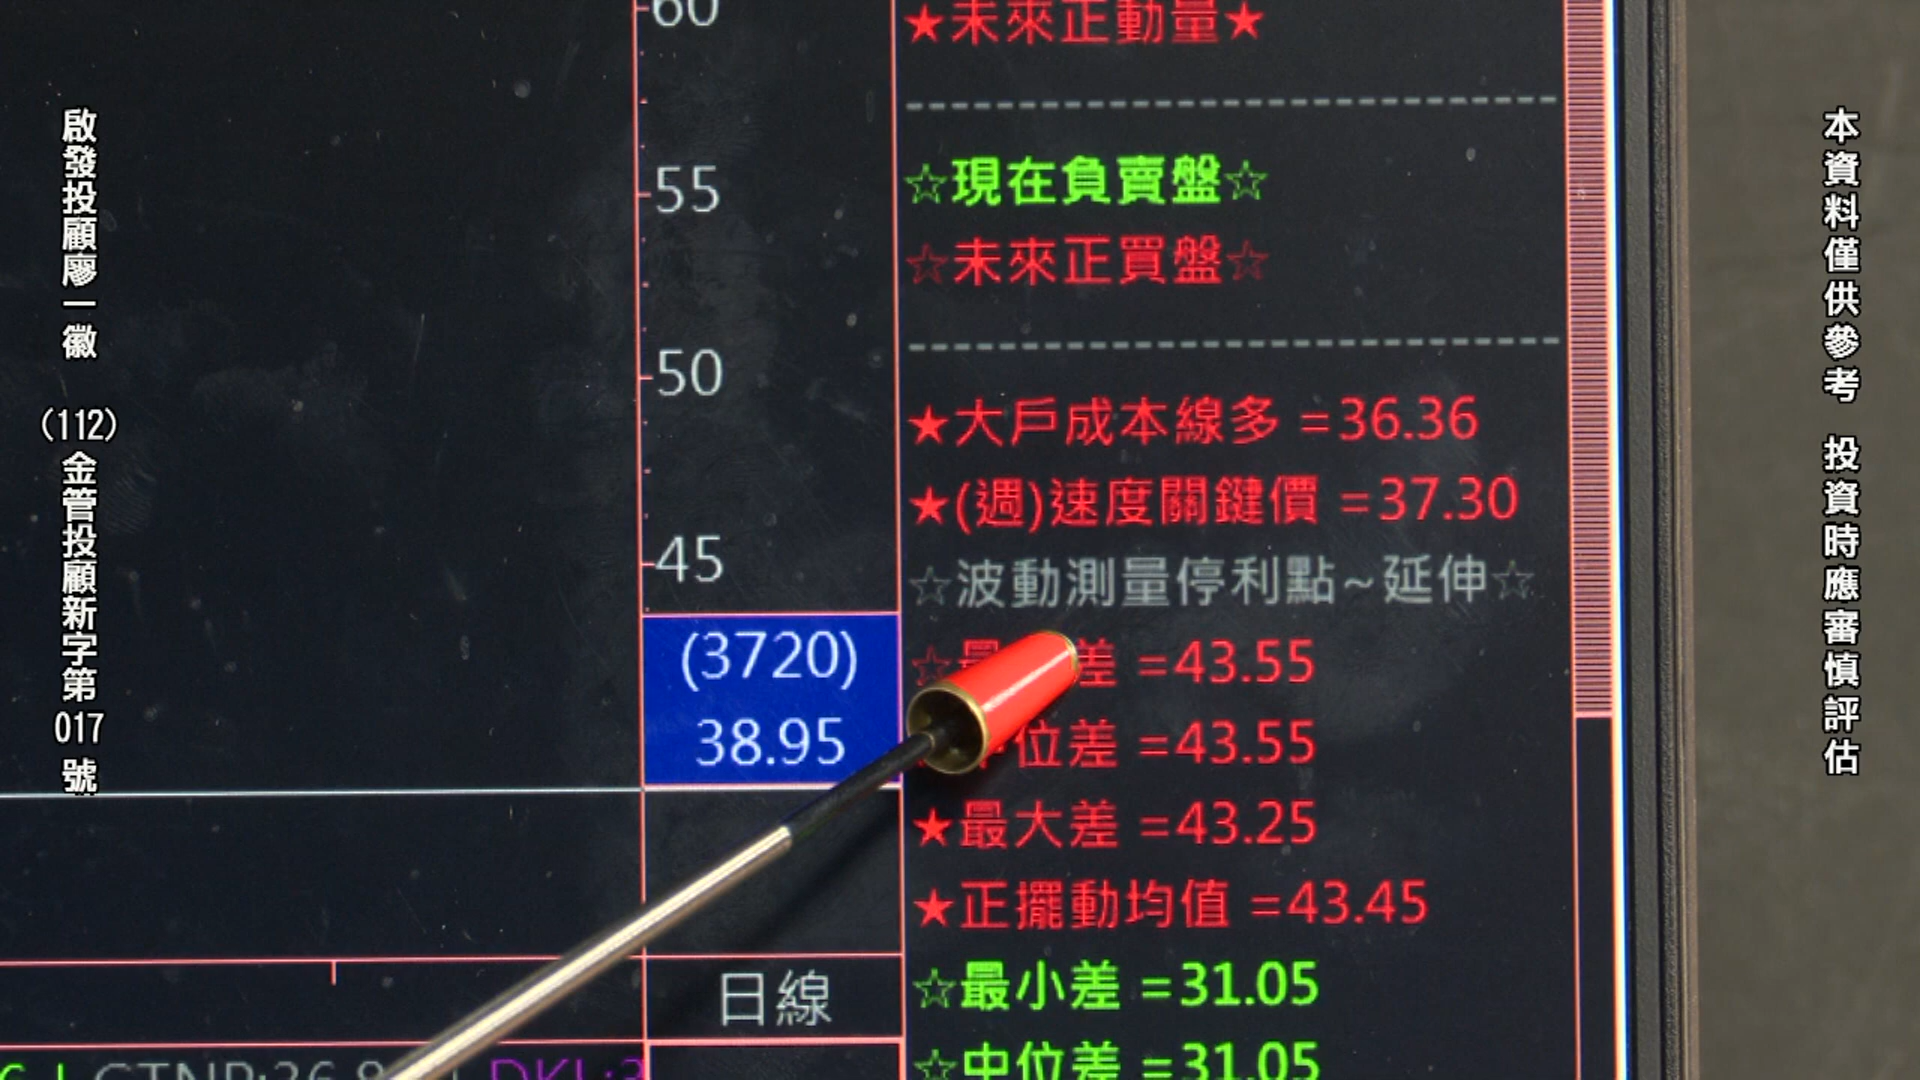 啟發投顧廖一徽 (112)金管投顧新字第017號
60
55
50
45
(3720)
38.95
日線
★未來正動量★
☆現在負賣盤☆
☆未來正買盤☆
★大戶成本線多 =36.36
★(週)速度關鍵價 =37.30
☆波動測量停利點~延伸☆
☆最 差 =43.55
位差 =43.55
★最大差 =43.25
★正擺動均值 =43.45
☆最小差 =31.05
☆中位差 =31.05
本資料僅供參考 投資時應審慎評估